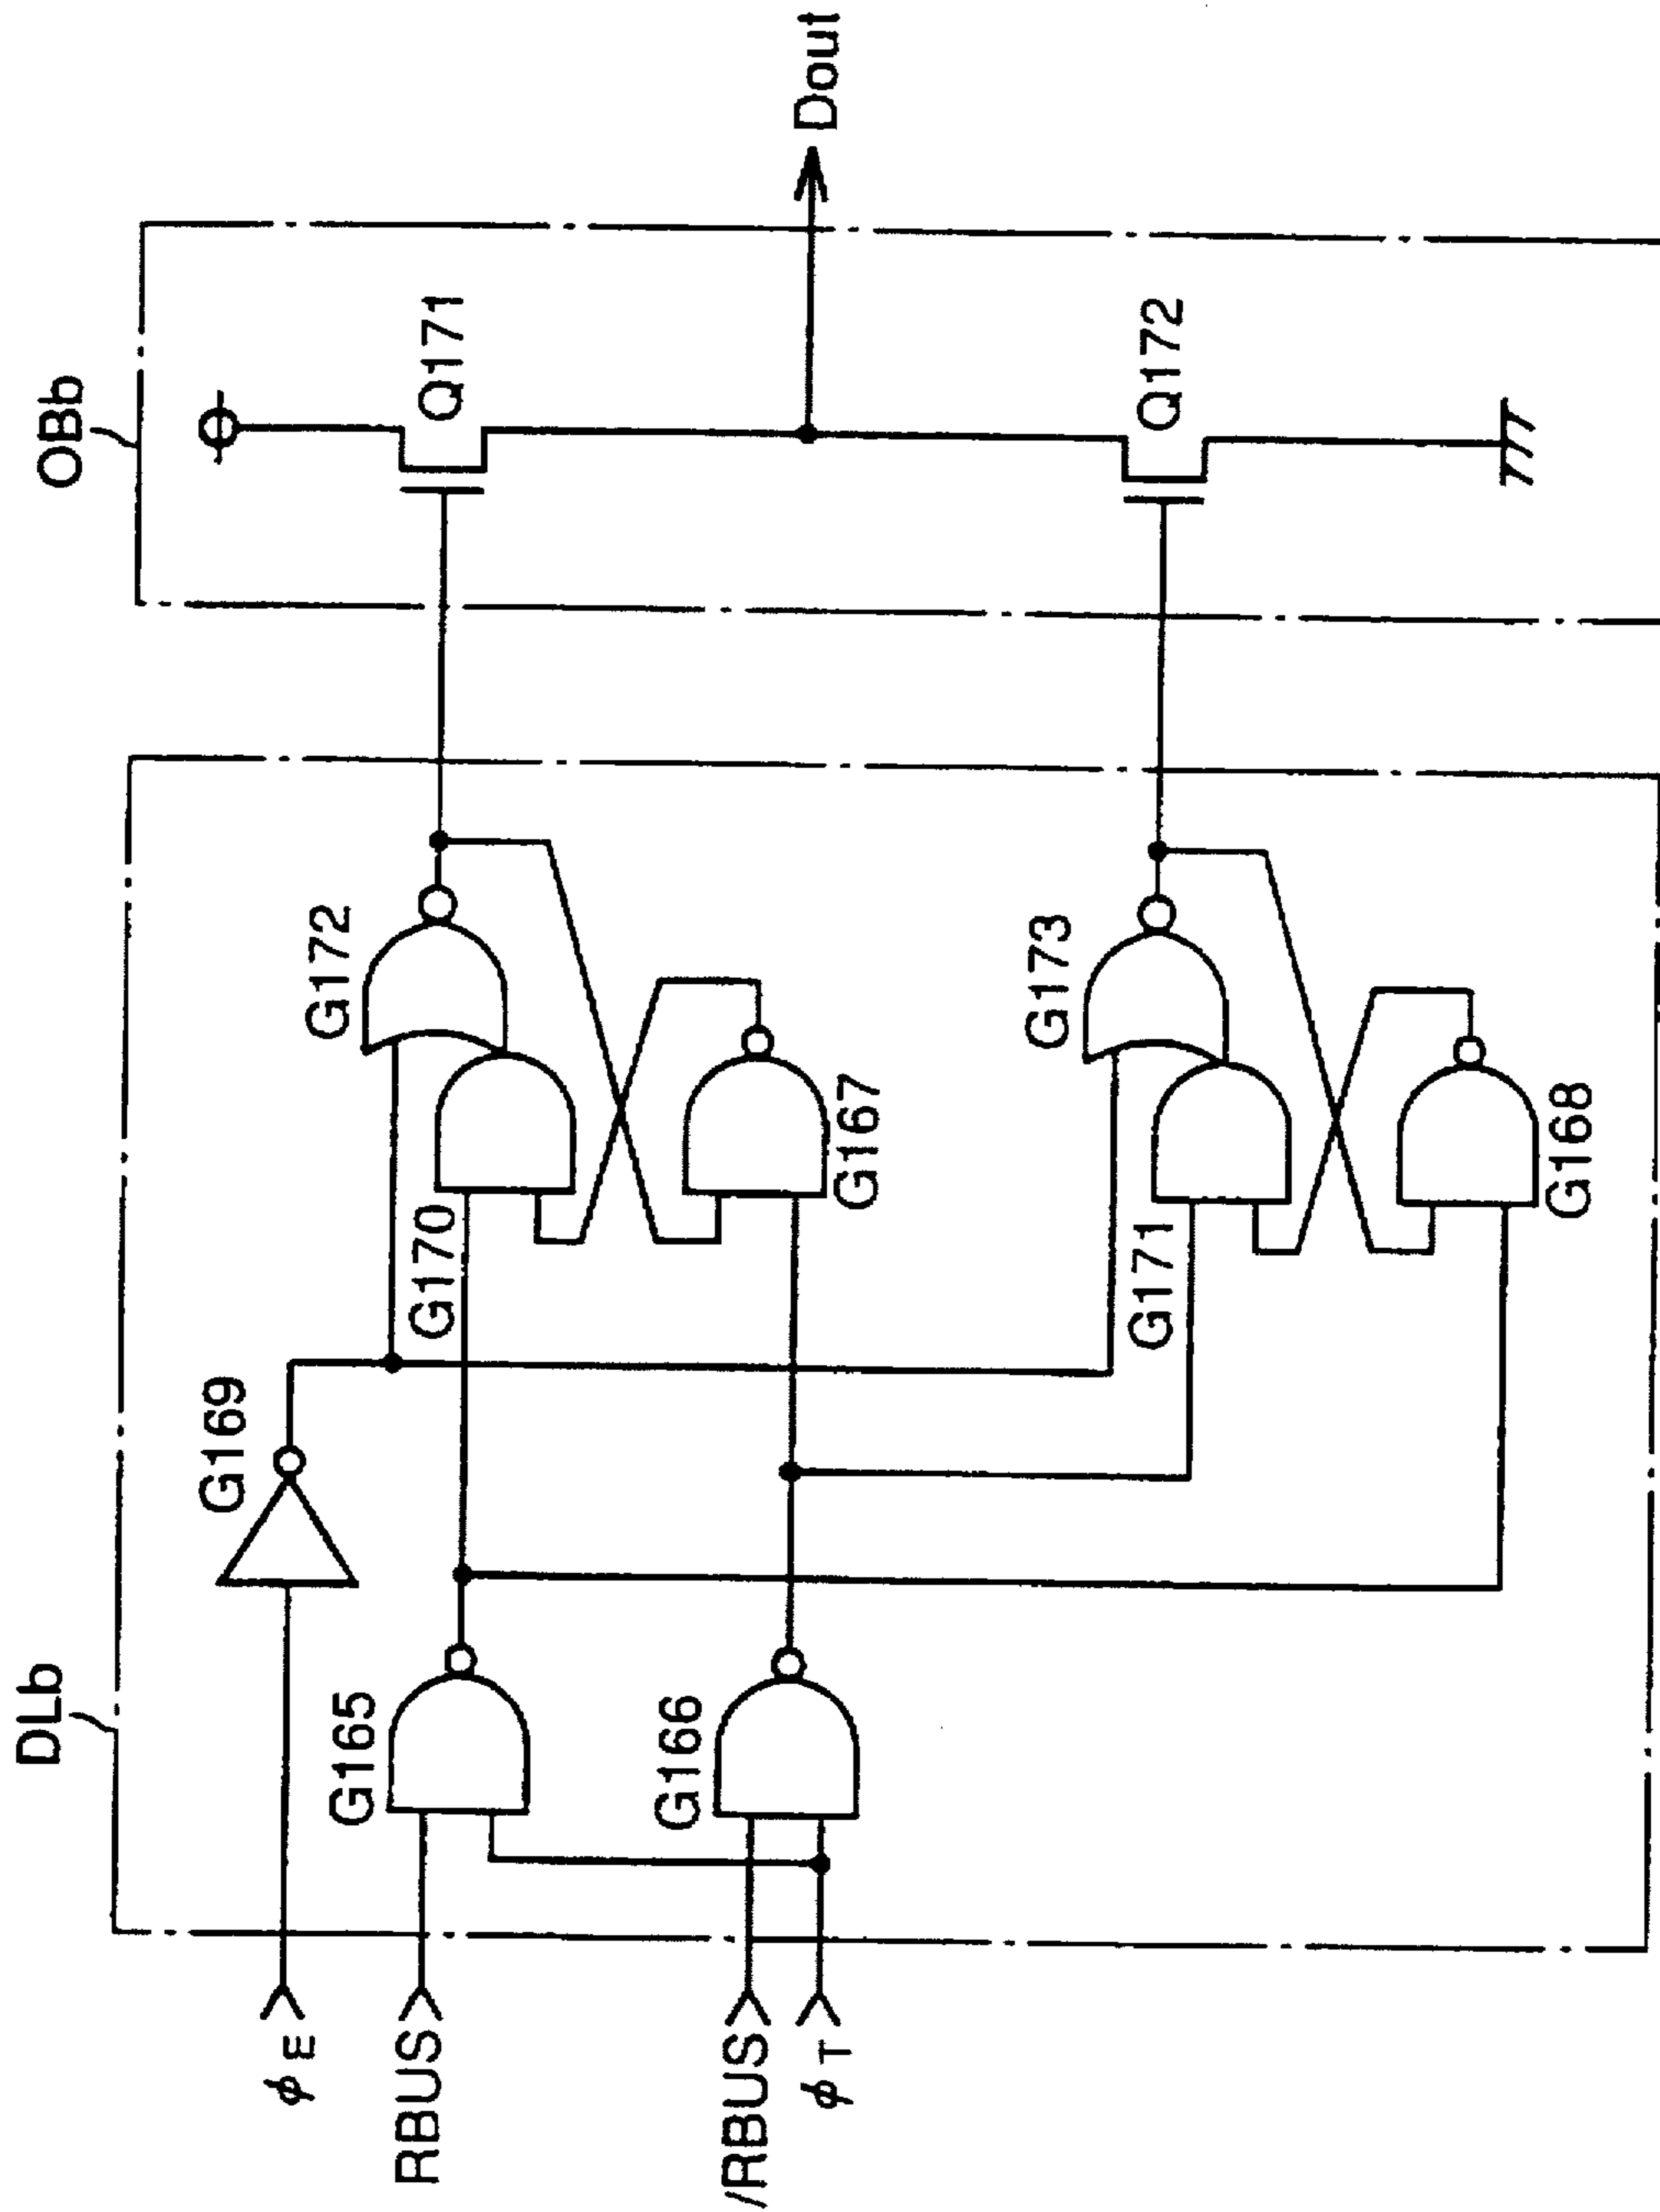 DLb
OBb
φE
RBUS
/RBUS
φT
G165
G166
G169
G170
G172
G167
G171
G173
G168
Q171
Q172
Dout